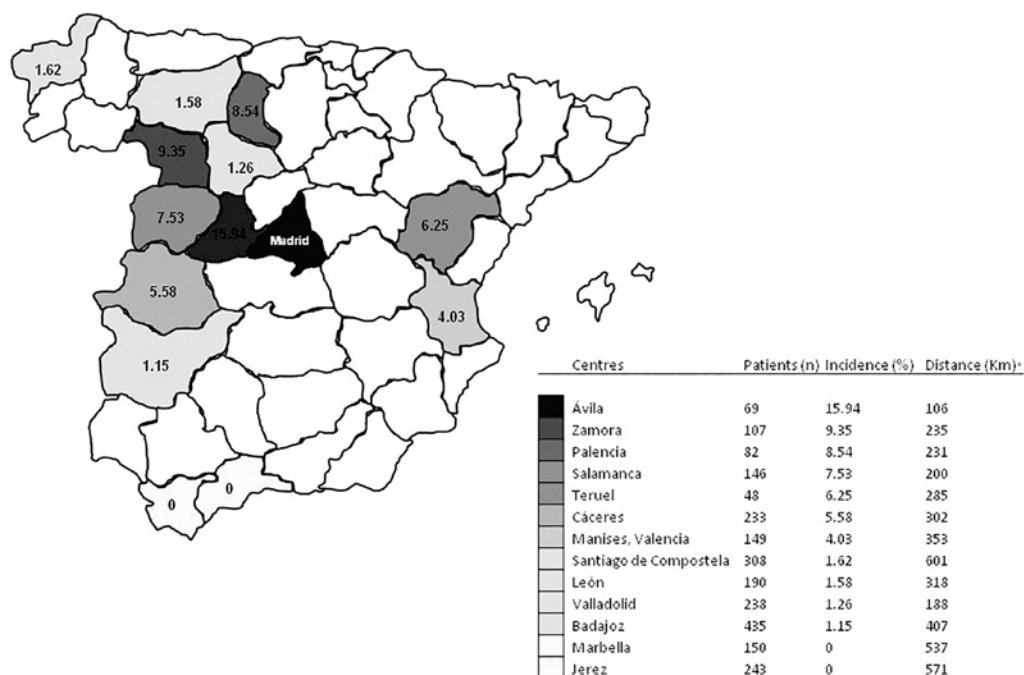 1.62
1.58
8.54
9.35
1.26
7.53
15.94
Madrid
6.25
5.58
4.03
1.15
0
0
Centres Patients (n) Incidence (%) Distance (Km)*
Ávila 69 15.94 106
Zamora 107 9.35 235
Palencia 82 8.54 231
Salamanca 146 7.53 200
Teruel 48 6.25 285
Cáceres 233 5.58 302
Manises, Valencia 149 4.03 353
Santiago de Compostela 308 1.62 601
León 190 1.58 318
Valladolid 238 1.26 188
Badajoz 435 1.15 407
Marbella 150 0 537
Jerez 243 0 571